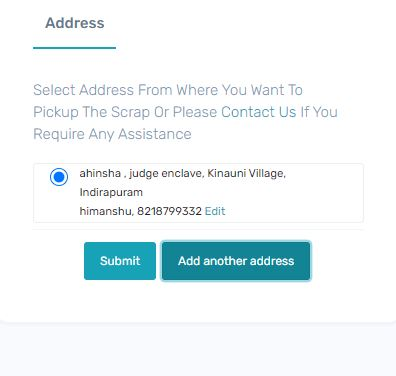 Address
Select Address From Where You Want To
Pickup The Scrap Or Please Contact Us If You
Require Any Assistance
ahinsha , judge enclave, Kinauni Village,
Indirapuram
himanshu, 8218799332 Edit
Submit Add another address